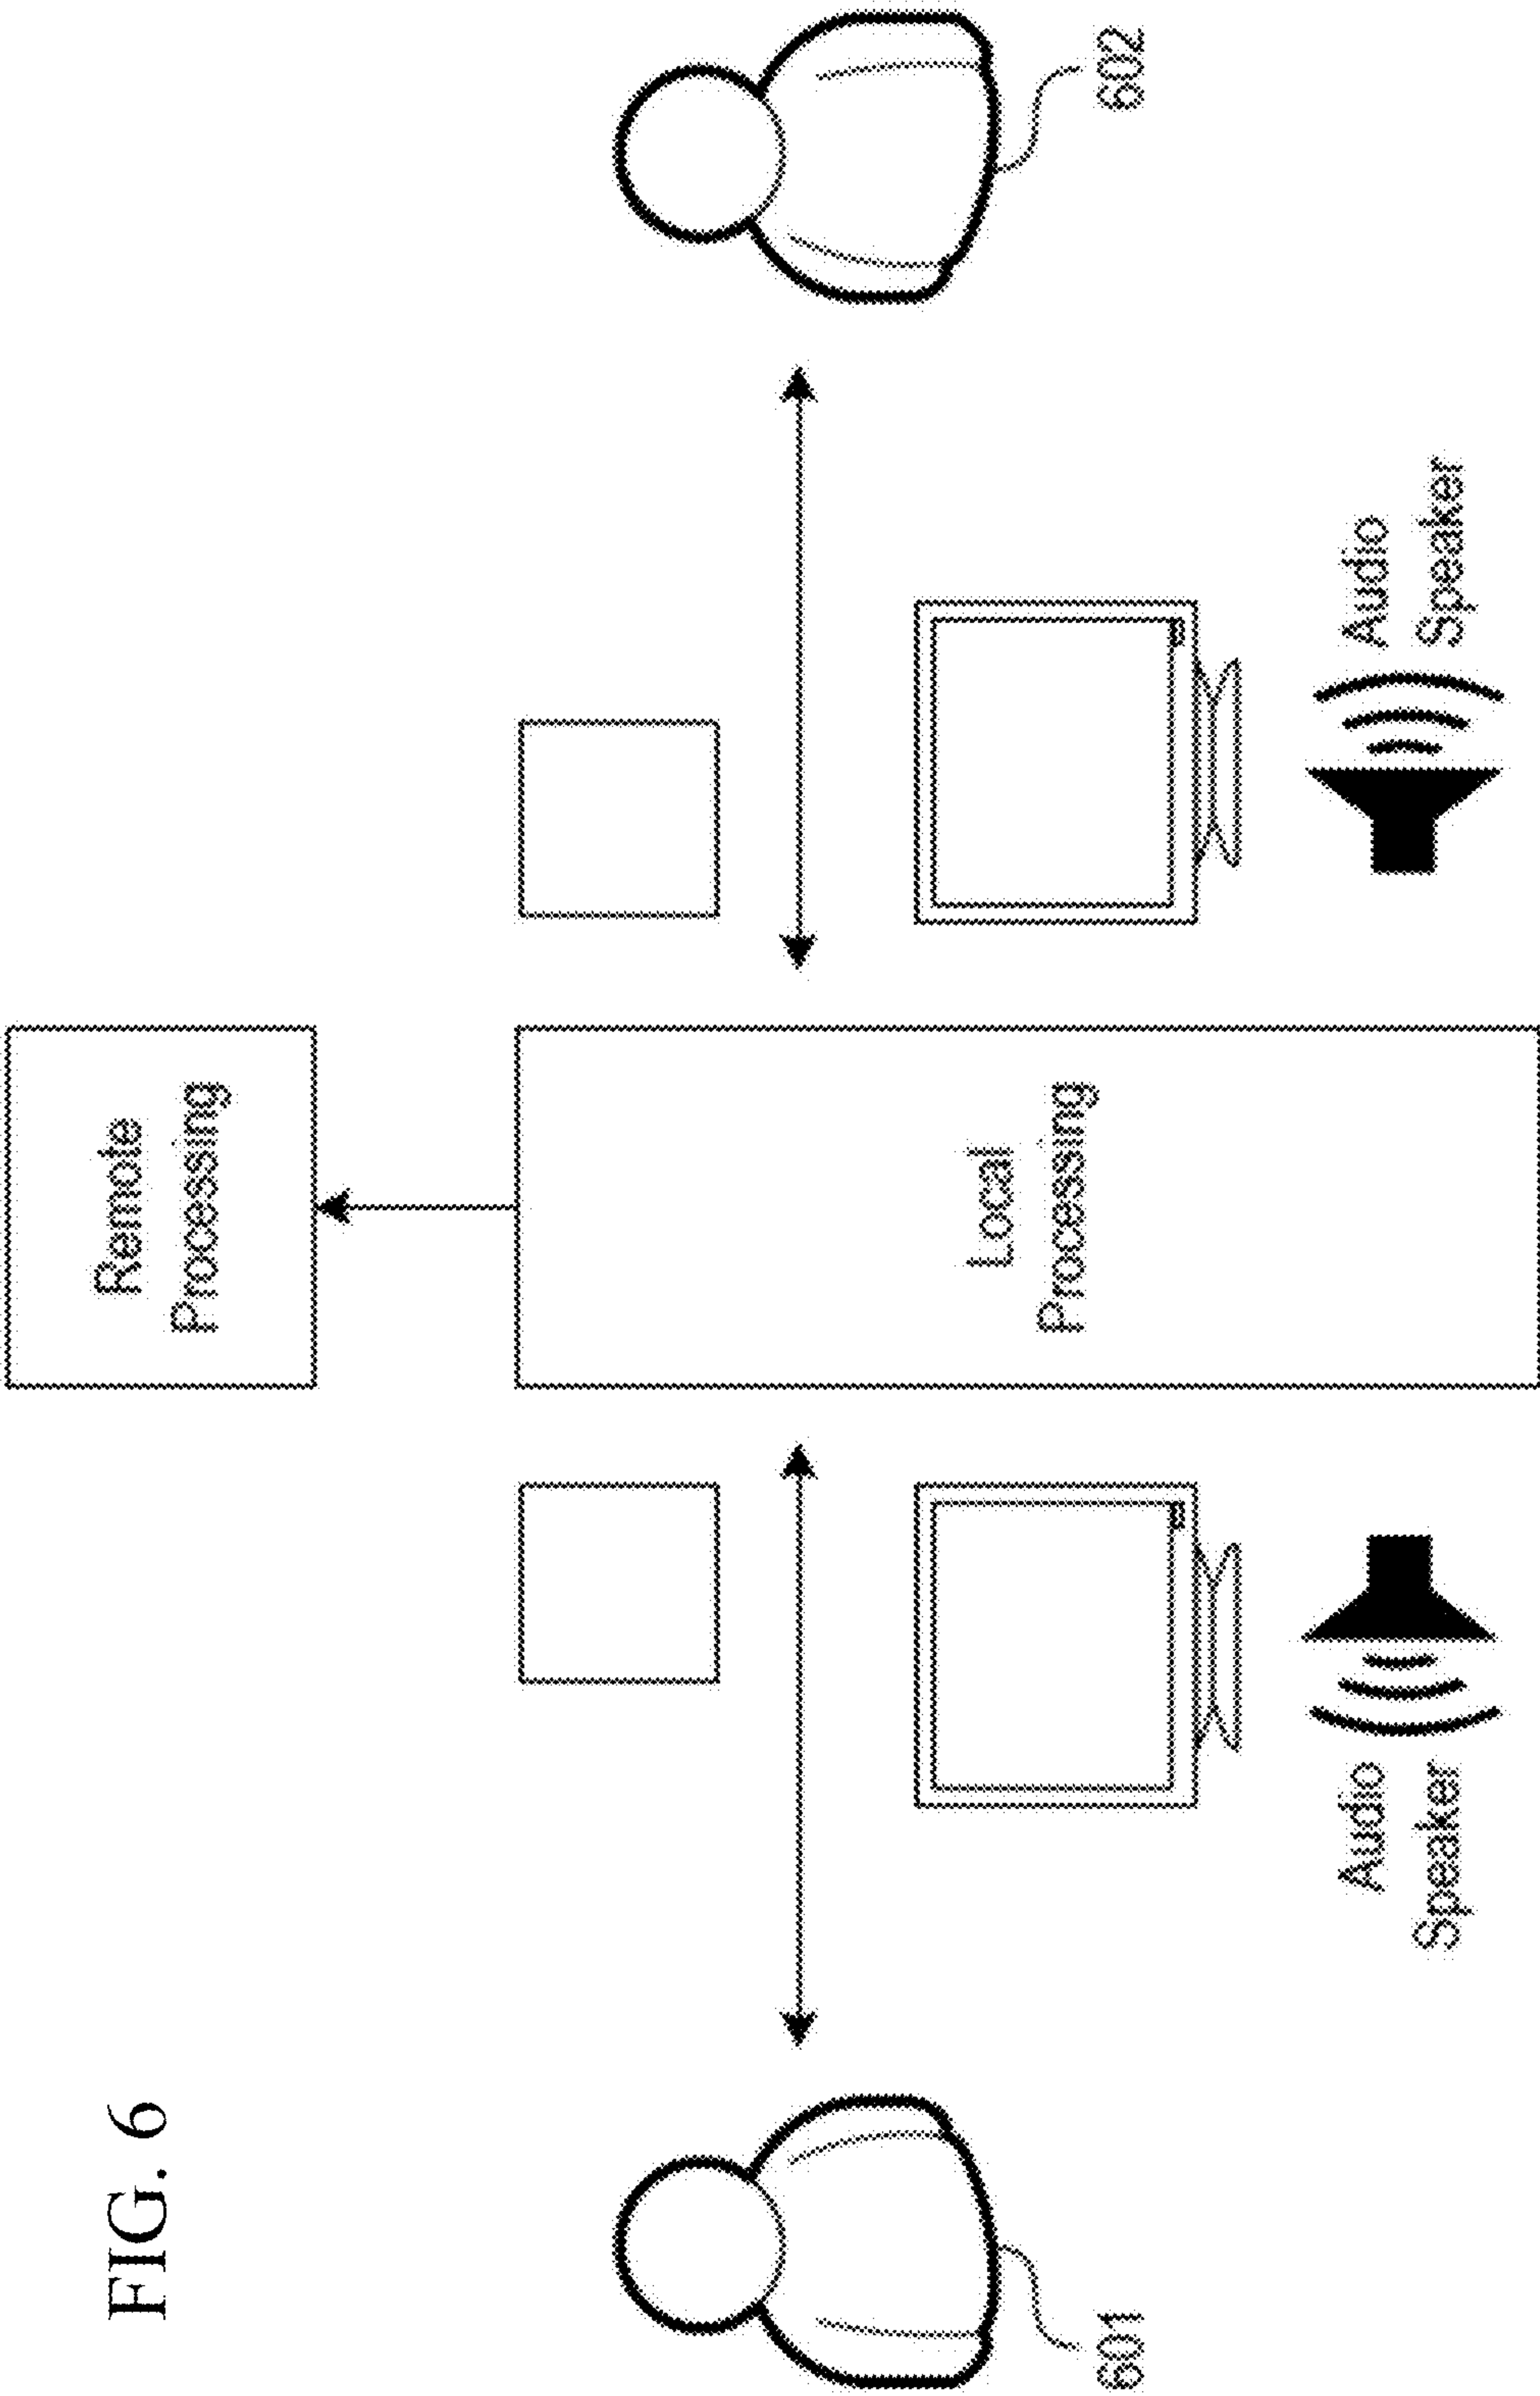 FIG. 6
Remote
Processing
Local
Processing
Audio
Speaker
Audio
Speaker
601
602